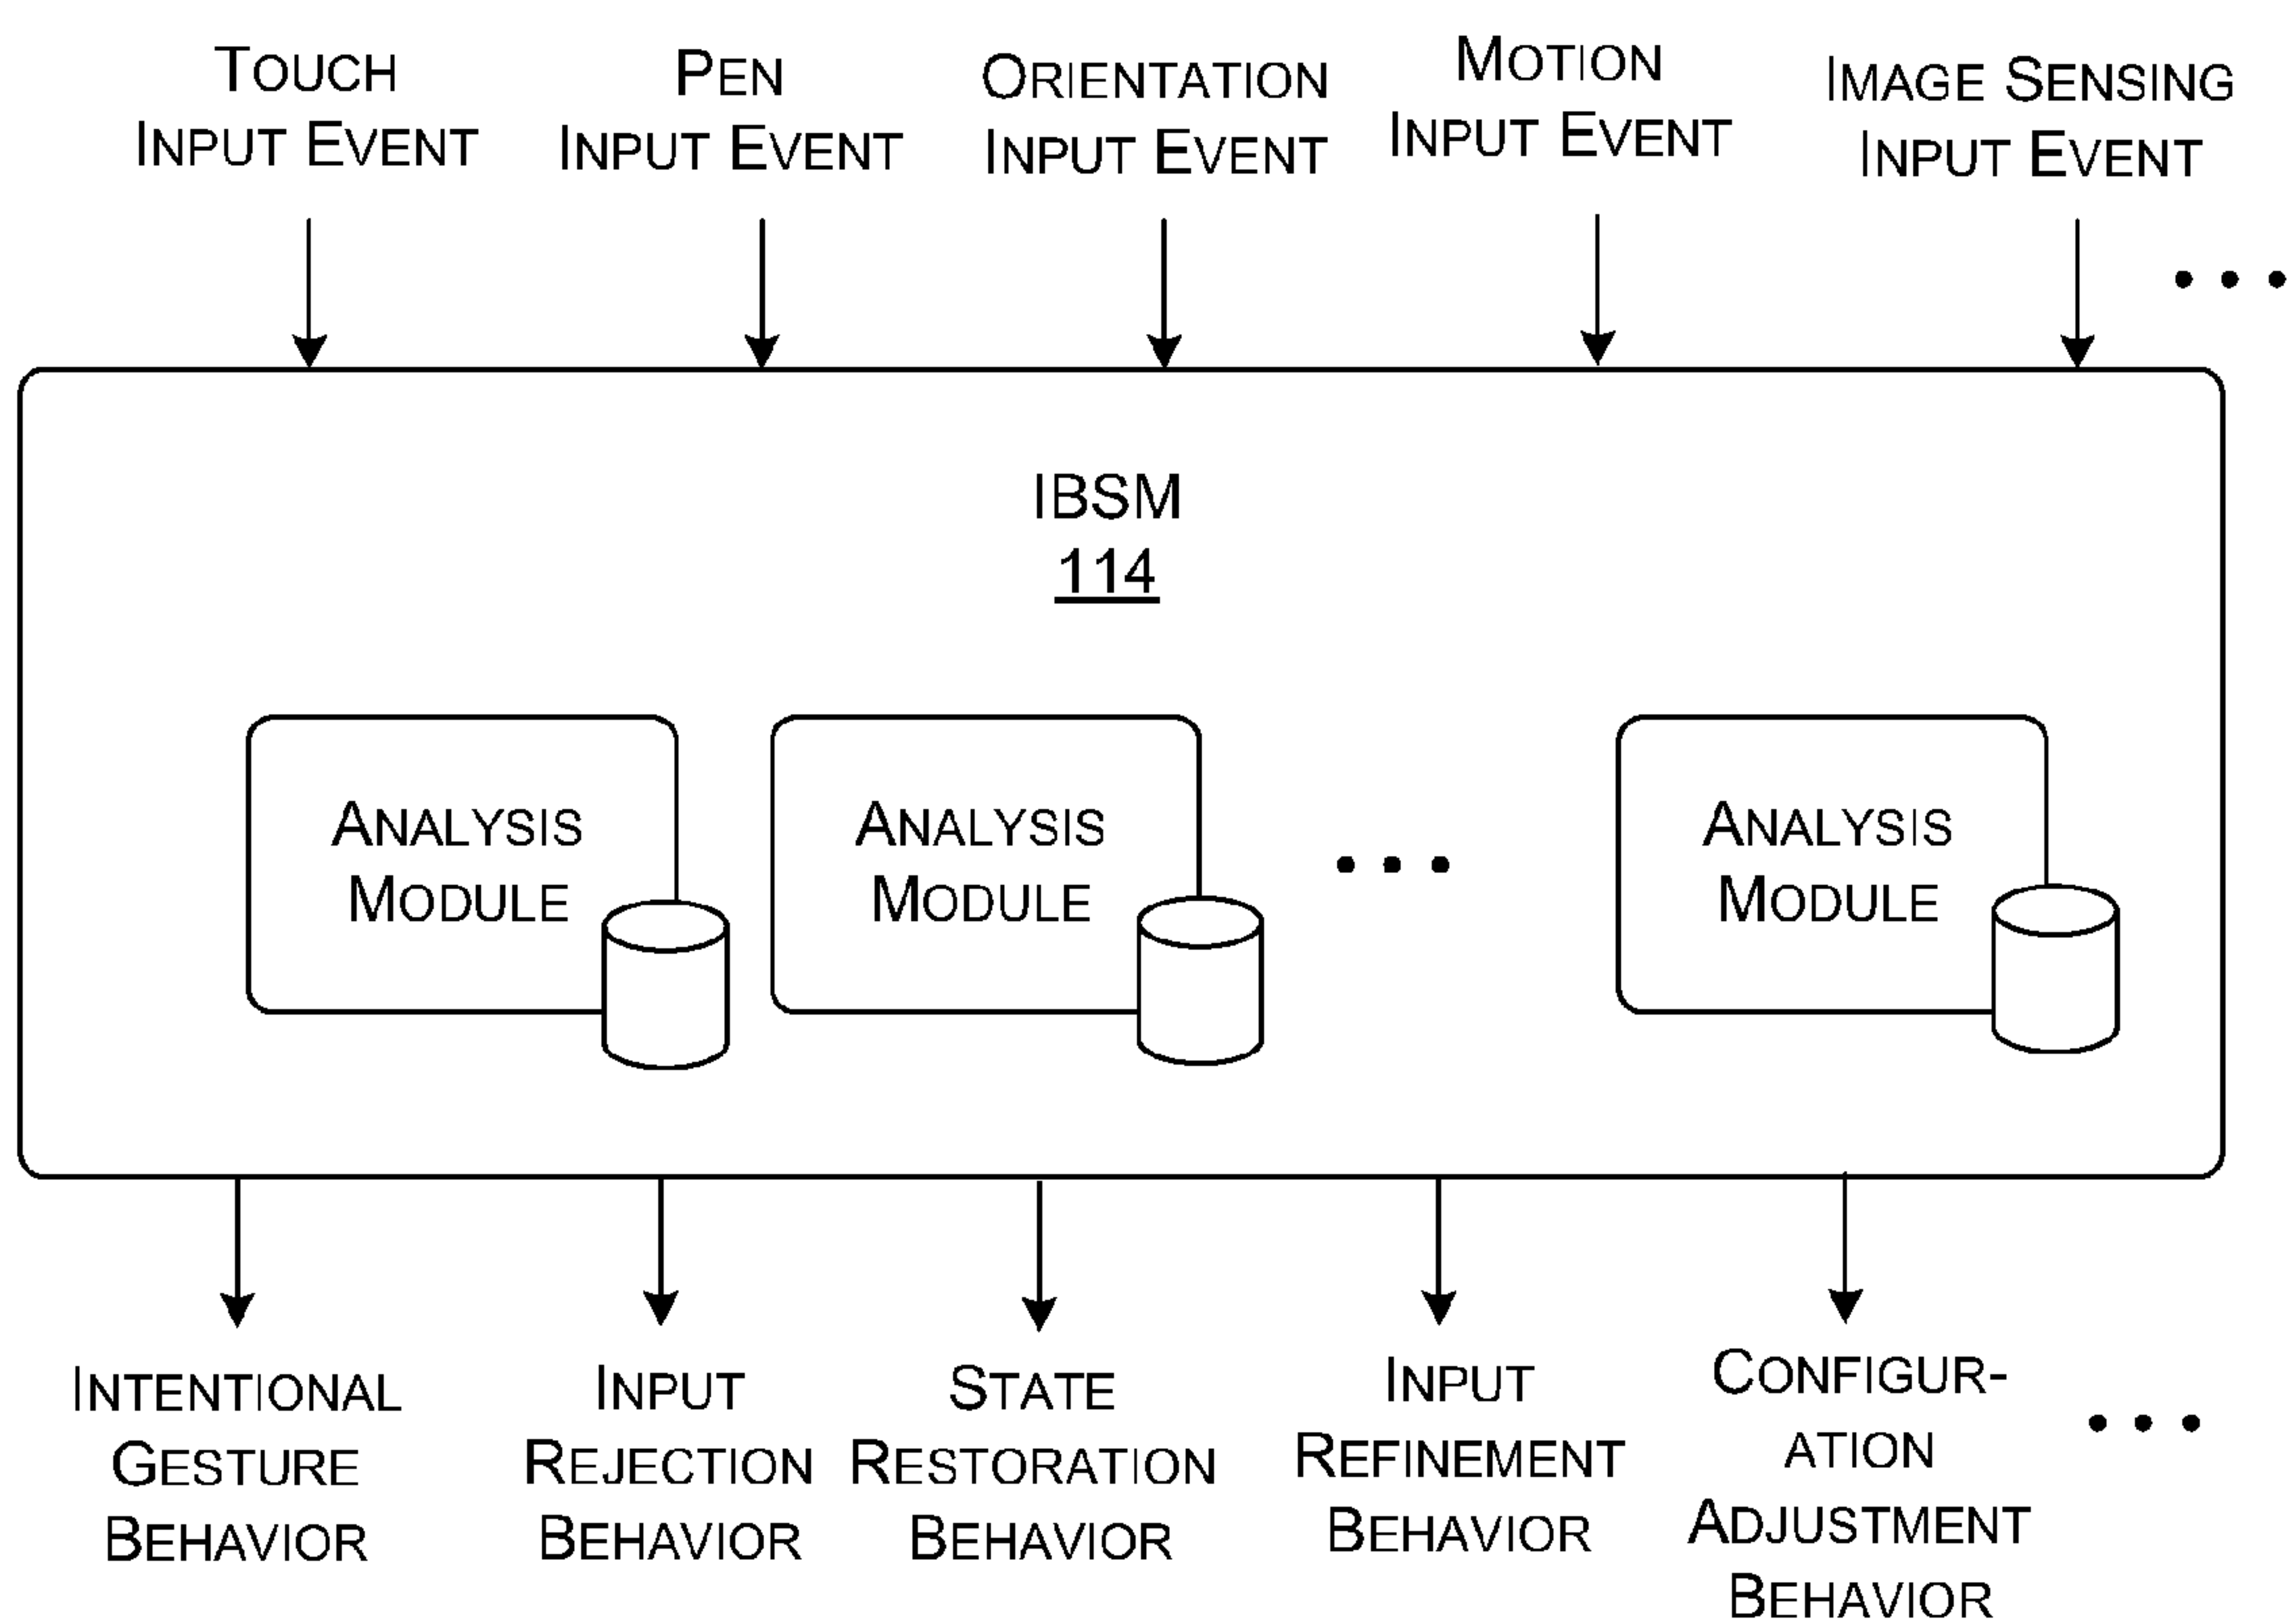 TOUCH
INPUT EVENT
PEN
INPUT EVENT
ORIENTATION
INPUT EVENT
MOTION
INPUT EVENT
IMAGE SENSING
INPUT EVENT
• • •
IBSM
114
ANALYSIS
MODULE
ANALYSIS
MODULE
• • •
ANALYSIS
MODULE
INTENTIONAL
GESTURE
BEHAVIOR
INPUT
REJECTION
BEHAVIOR
STATE
RESTORATION
BEHAVIOR
INPUT
REFINEMENT
BEHAVIOR
CONFIGUR-
ATION
ADJUSTMENT
BEHAVIOR
• • •